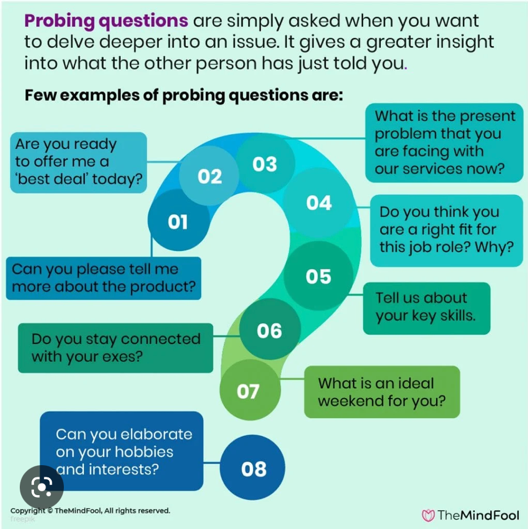 Probing questions are simply asked when you want
to delve deeper into an issue. It gives a greater insight
into what the other person has just told you.
Few examples of probing questions are:
01
Can you please tell me
more about the product?
02
Are you ready
to offer me a
'best deal' today?
03
What is the present
problem that you
are facing with
our services now?
04
Do you think you
are a right fit for
this job role? Why?
05
Tell us about
your key skills.
06
Do you stay connected
with your exes?
07
What is an ideal
weekend for you?
08
Can you elaborate
on your hobbies
and interests?
Copyright © TheMindFool, All rights reserved.
freepik
TheMindFool